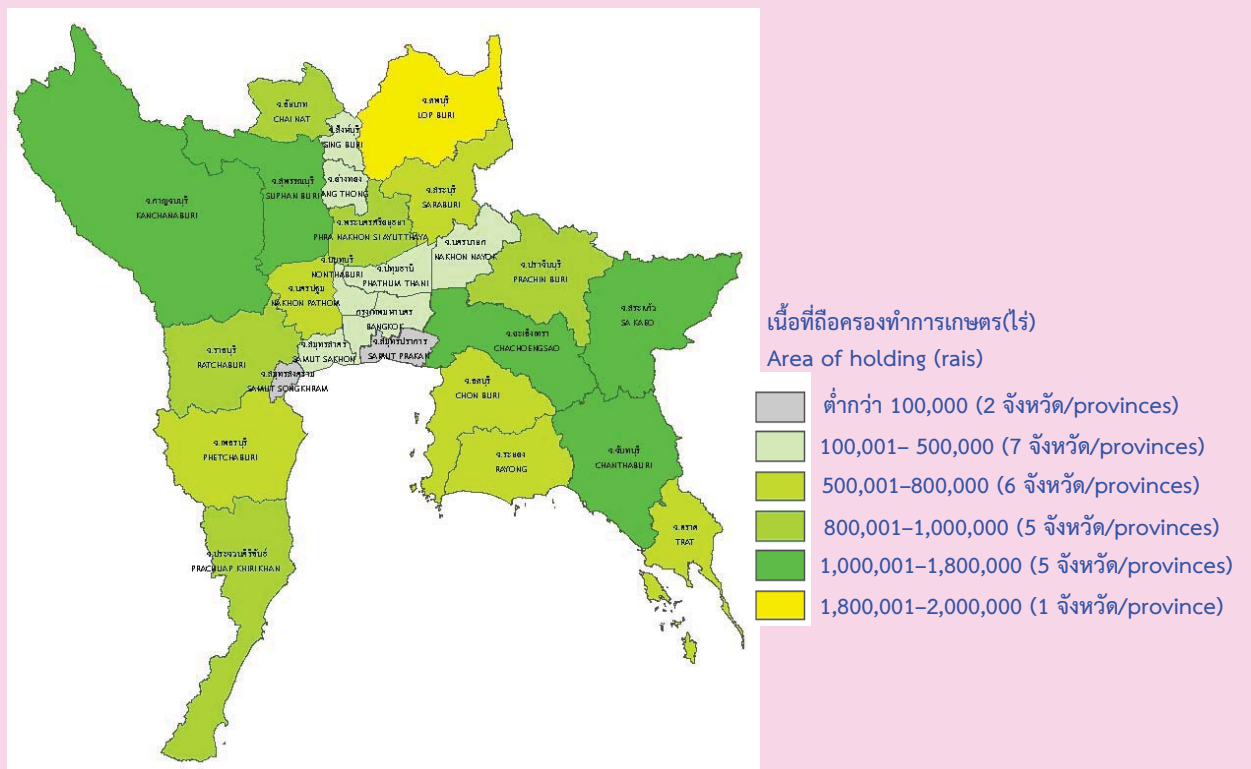 จ.ลพบุรี
LOP BURI
จ.ชัยนาท
CHAI NAT
จ.สิงห์บุรี
SING BURI
จ.อ่างทอง
ANG THONG
จ.สุพรรณบุรี
SUPHAN BURI
จ.สระบุรี
SARABURI
จ.กาญจนบุรี
KANCHANABURI
จ.พระนครศรีอยุธยา
PHRA NAKHON SI AYUTTHAYA
จ.นครนายก
NAKHON NAYOK
จ.ปราจีนบุรี
PRACHIN BURI
จ.นนทบุรี
NONTHABURI
จ.ปทุมธานี
PHATHUM THANI
จ.นครปฐม
NAKHON PATHOM
กรุงเทพมหานคร
BANGKOK
จ.สระแก้ว
SA KAEO
จ.ฉะเชิงเทรา
CHACHOENGSAO
จ.สมุทรปราการ
SAMUT PRAKAN
จ.สมุทรสาคร
SAMUT SAKHON
จ.ราชบุรี
RATCHABURI
จ.สมุทรสงคราม
SAMUT SONGKHRAM
จ.ชลบุรี
CHON BURI
จ.เพชรบุรี
PHETCHABURI
จ.ระยอง
RAYONG
จ.จันทบุรี
CHANTHABURI
จ.ตราด
TRAT
จ.ประจวบคีรีขันธ์
PRACHUAP KHIRI KHAN
เนื้อที่ถือครองทำการเกษตร(ไร่)
Area of holding (rais)
ต่ำกว่า 100,000 (2 จังหวัด/provinces)
100,001– 500,000 (7 จังหวัด/provinces)
500,001–800,000 (6 จังหวัด/provinces)
800,001–1,000,000 (5 จังหวัด/provinces)
1,000,001–1,800,000 (5 จังหวัด/provinces)
1,800,001–2,000,000 (1 จังหวัด/province)